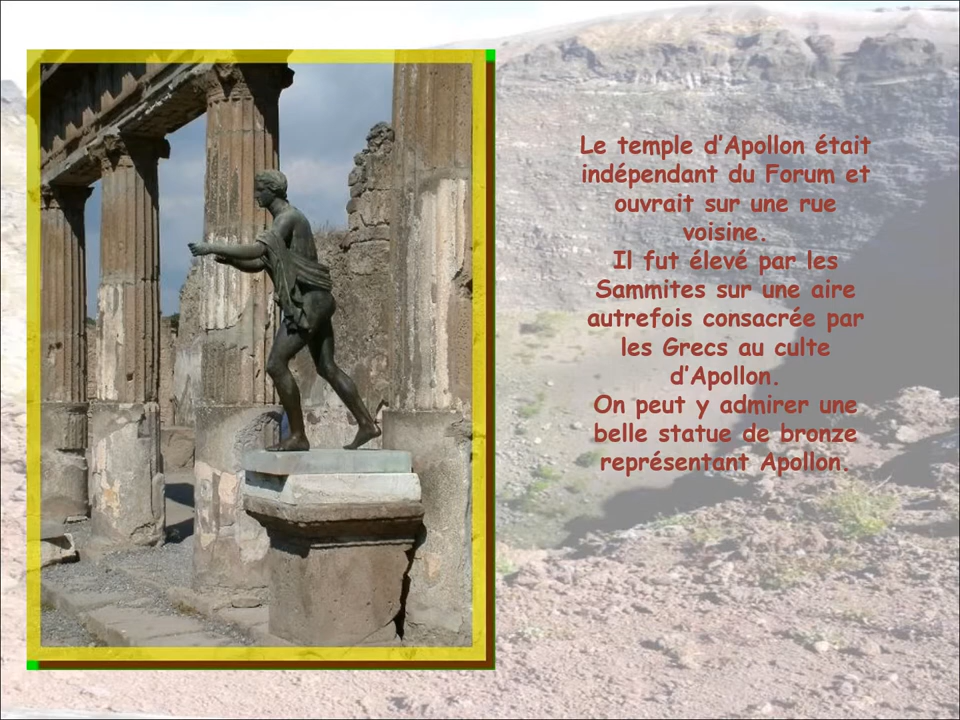 Le temple d'Apollon était
indépendant du Forum et
ouvrait sur une rue
voisine.
Il fut élevé par les
Sammites sur une aire
autrefois consacrée par
les Grecs au culte
d'Apollon.
On peut y admirer une
belle statue de bronze
représentant Apollon.